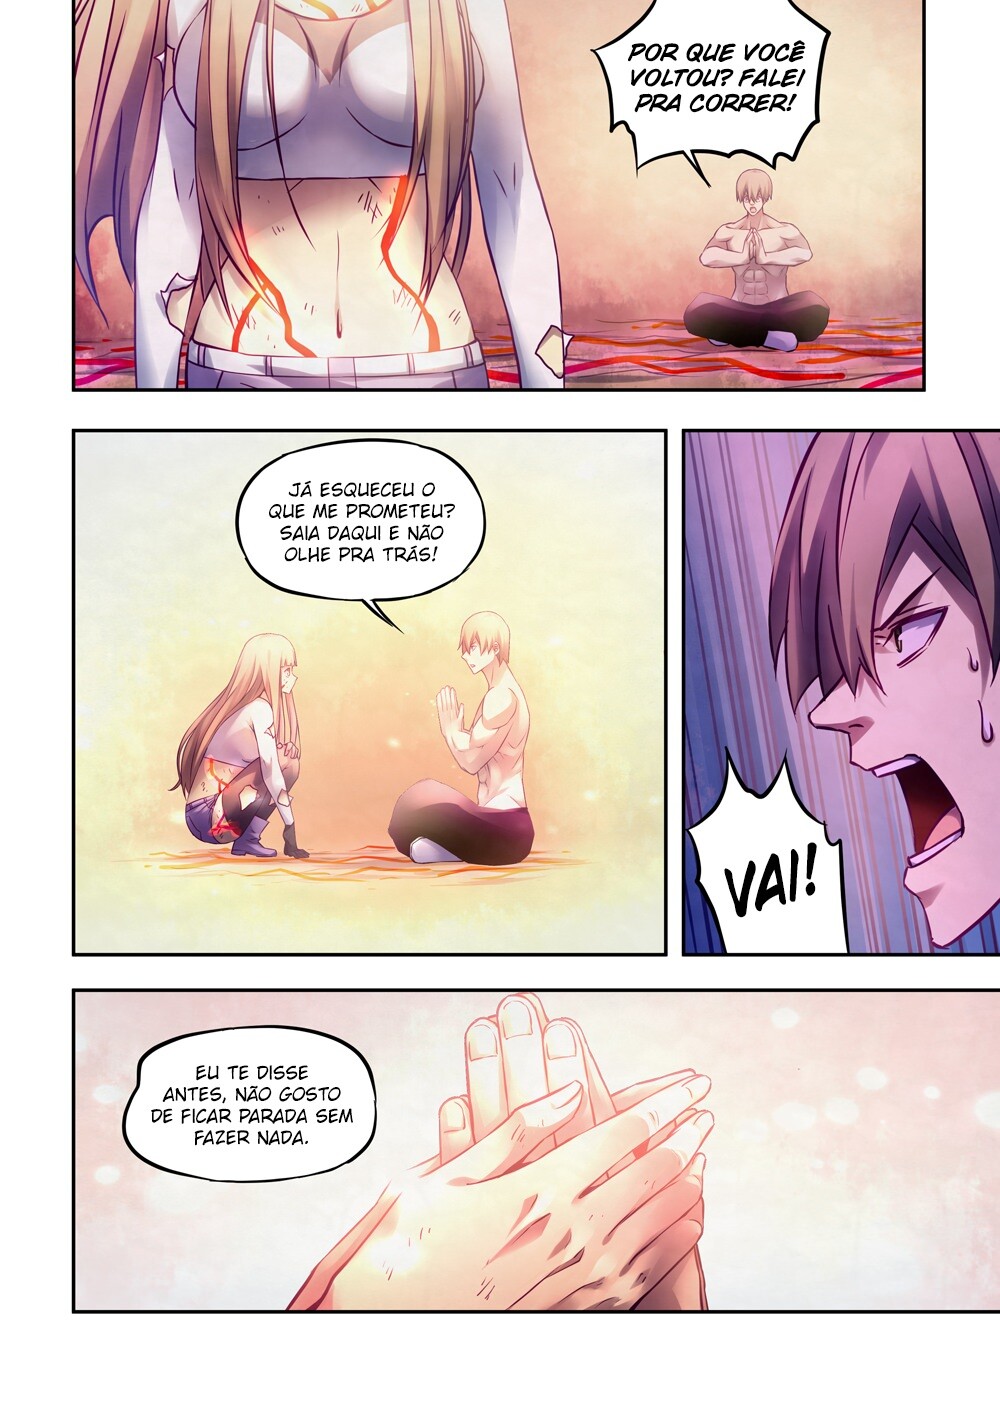 POR QUE VOCÊ
VOLTOU? FALEI
PRA CORRER!
JÁ ESQUECEU O
QUE ME PROMETEU?
SAIA DAQUI E NÃO
OLHE PRA TRÁS!
VAI!
EU TE DISSE
ANTES, NÃO GOSTO
DE FICAR PARADA SEM
FAZER NADA.